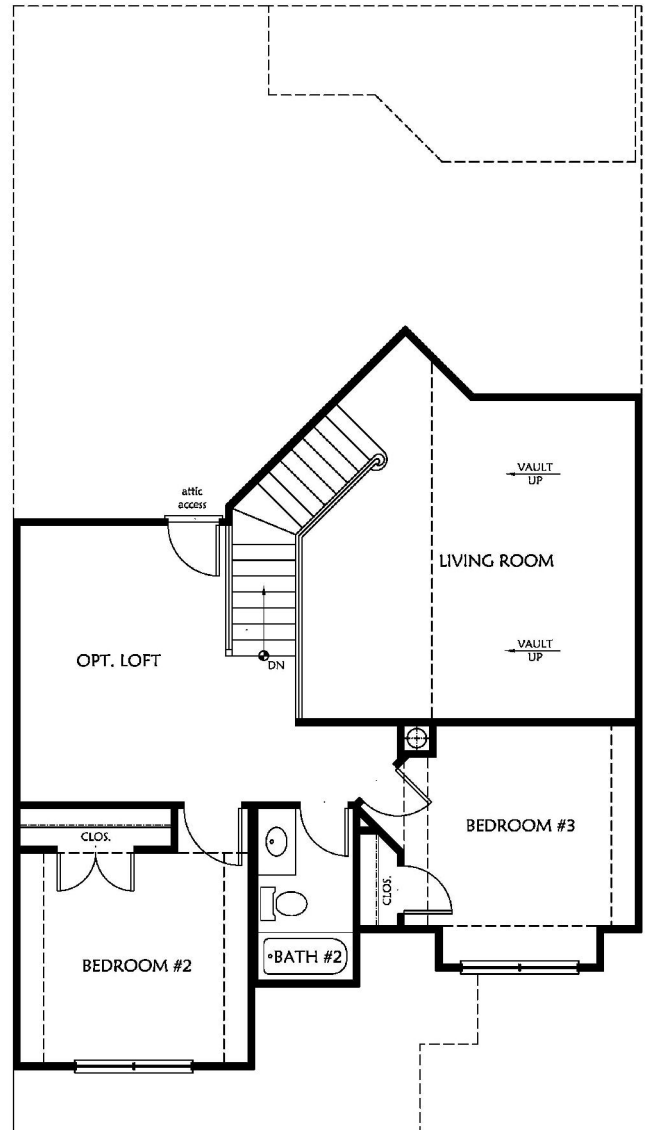 attic
access
VAULT
UP
LIVING ROOM
VAULT
UP
OPT. LOFT
DN
BEDROOM #3
CLOS.
CLOS.
BATH #2
BEDROOM #2